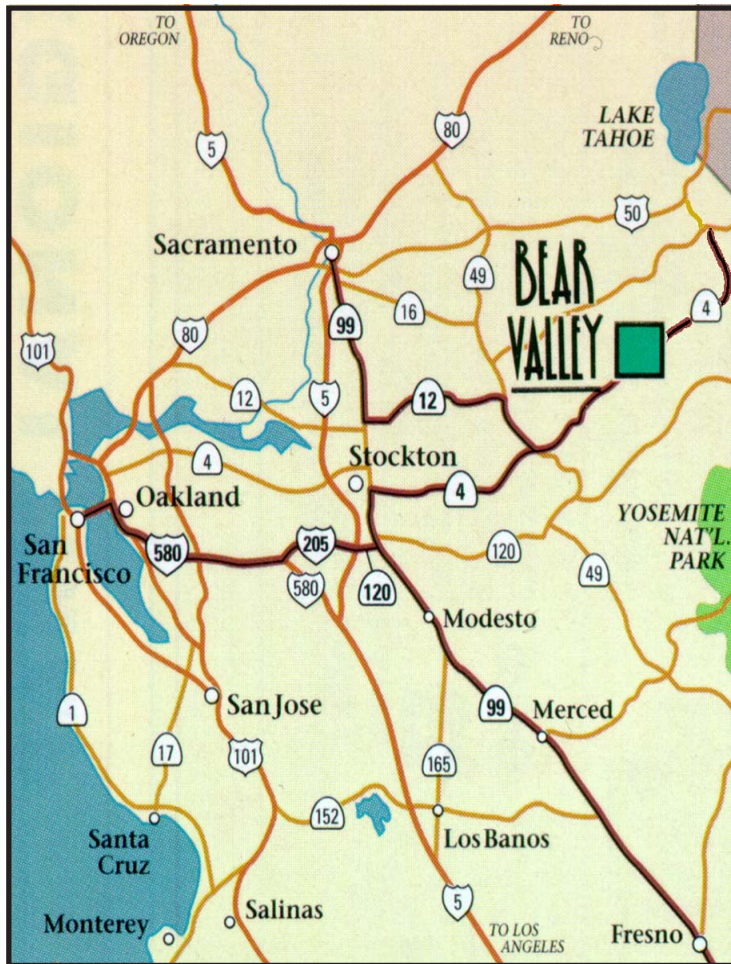 TO
OREGON
TO
RENO
LAKE
TAHOE
5
80
50
Sacramento
49
BEAR
VALLEY
99
16
4
80
101
12
5
12
4
Stockton
4
Oakland
YOSEMITE
NAT'L.
PARK
San
Francisco
580
205
120
49
580
120
Modesto
San Jose
99
Merced
1
17
101
165
152
Los Banos
Santa
Cruz
5
Salinas
Monterey
TO LOS
ANGELES
Fresno